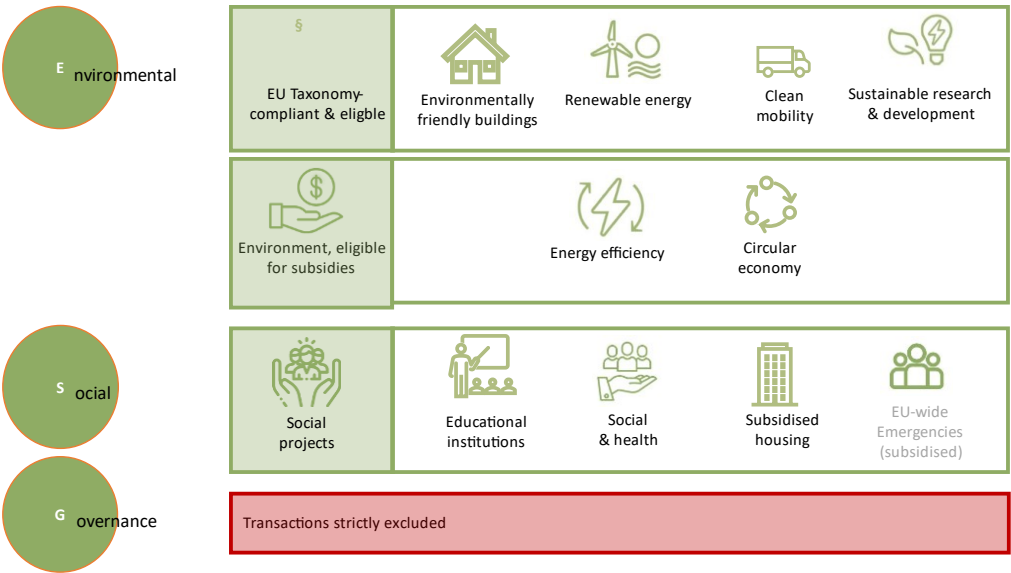 E nvironmental
§
EU Taxonomy-
compliant & eligble
Environmentally
friendly buildings
Renewable energy
Clean
mobility
Sustainable research
& development
$
Environment, eligible
for subsidies
Energy efficiency
Circular
economy
S ocial
Social
projects
Educational
institutions
Social
& health
Subsidised
housing
EU-wide
Emergencies
(subsidised)
G overnance
Transactions strictly excluded